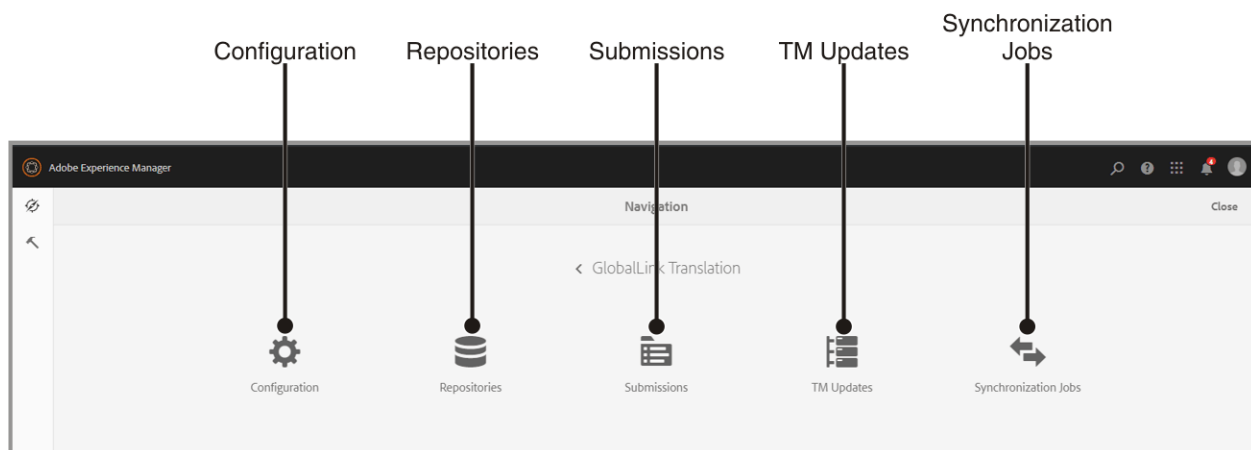 Configuration
Repositories
Submissions
TM Updates
Synchronization
Jobs
Adobe Experience Manager
4
Navigation
Close
< GlobalLink Translation
Configuration
Repositories
Submissions
TM Updates
Synchronization Jobs